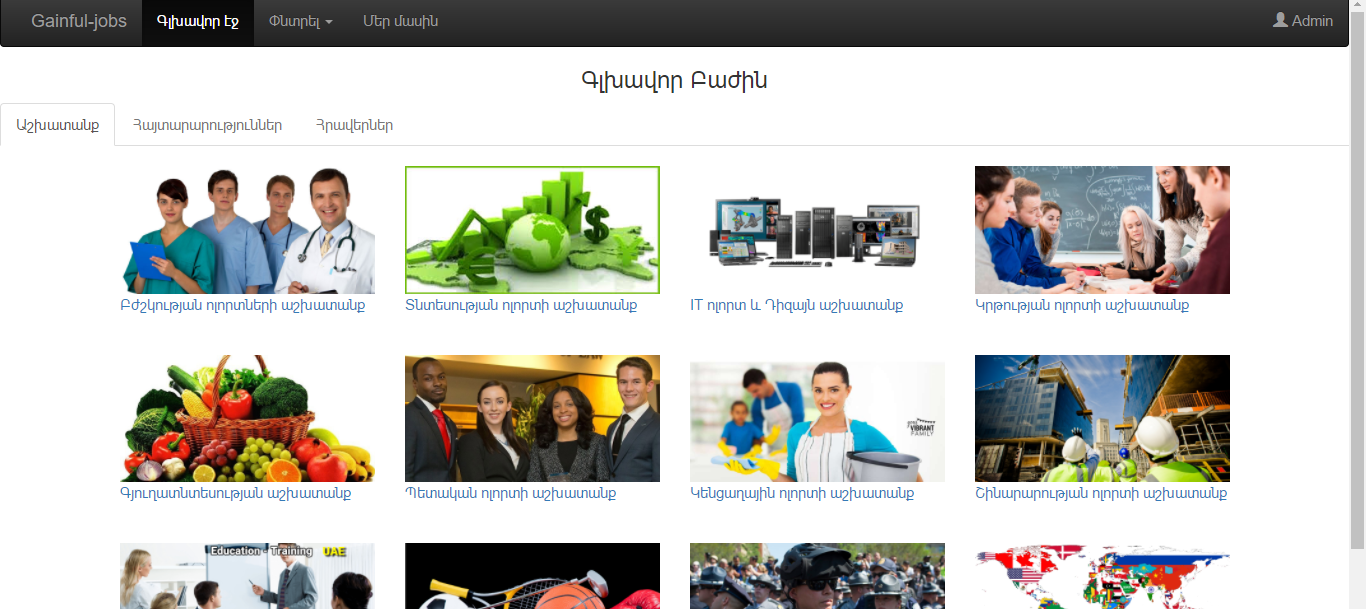 Gainful-jobs Գլխավոր Էջ Փնտրել Մեր մասին Admin
Գլխավոր Բաժին
Աշխատանք Հայտարարություններ Հրավերներ
Բժշկության ոլորտների աշխատանք Տնտեսության ոլորտի աշխատանք IT ոլորտ և Դիզայն աշխատանք Կրթության ոլորտի աշխատանք
VIBRANT
FAMILY
Գյուղատնտեսության աշխատանք Պետական ոլորտի աշխատանք Կենցաղային ոլորտի աշխատանք Շինարարության ոլորտի աշխատանք
Education - Training UAE